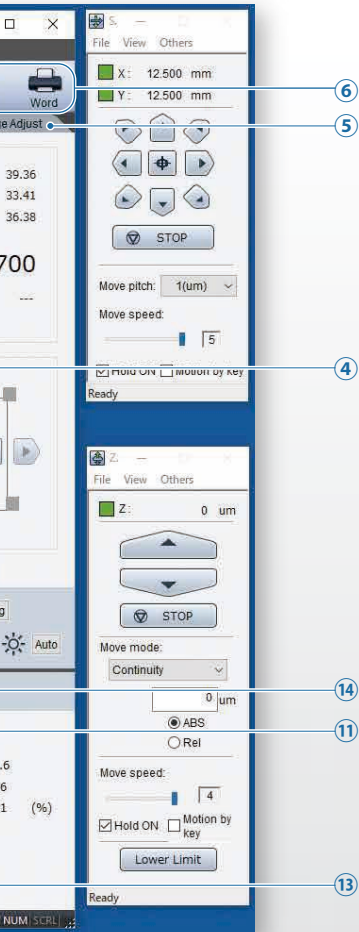 S.
File View Others
X: 12.500 mm
Y: 12.500 mm
Word
6
ge Adjust
5
39.36
33.41
36.38
700
---
STOP
Move pitch: 1(um)
Move speed:
5
Hold ON Motion by key
4
Ready
Z.
File View Others
Z: 0 um
STOP
g
Auto
Move mode:
Continuity
0 um
14
ABS
11
Rel
.6
6
1 (%)
Move speed:
4
Hold ON Motion by key
Lower Limit
13
Ready
NUM SCRL